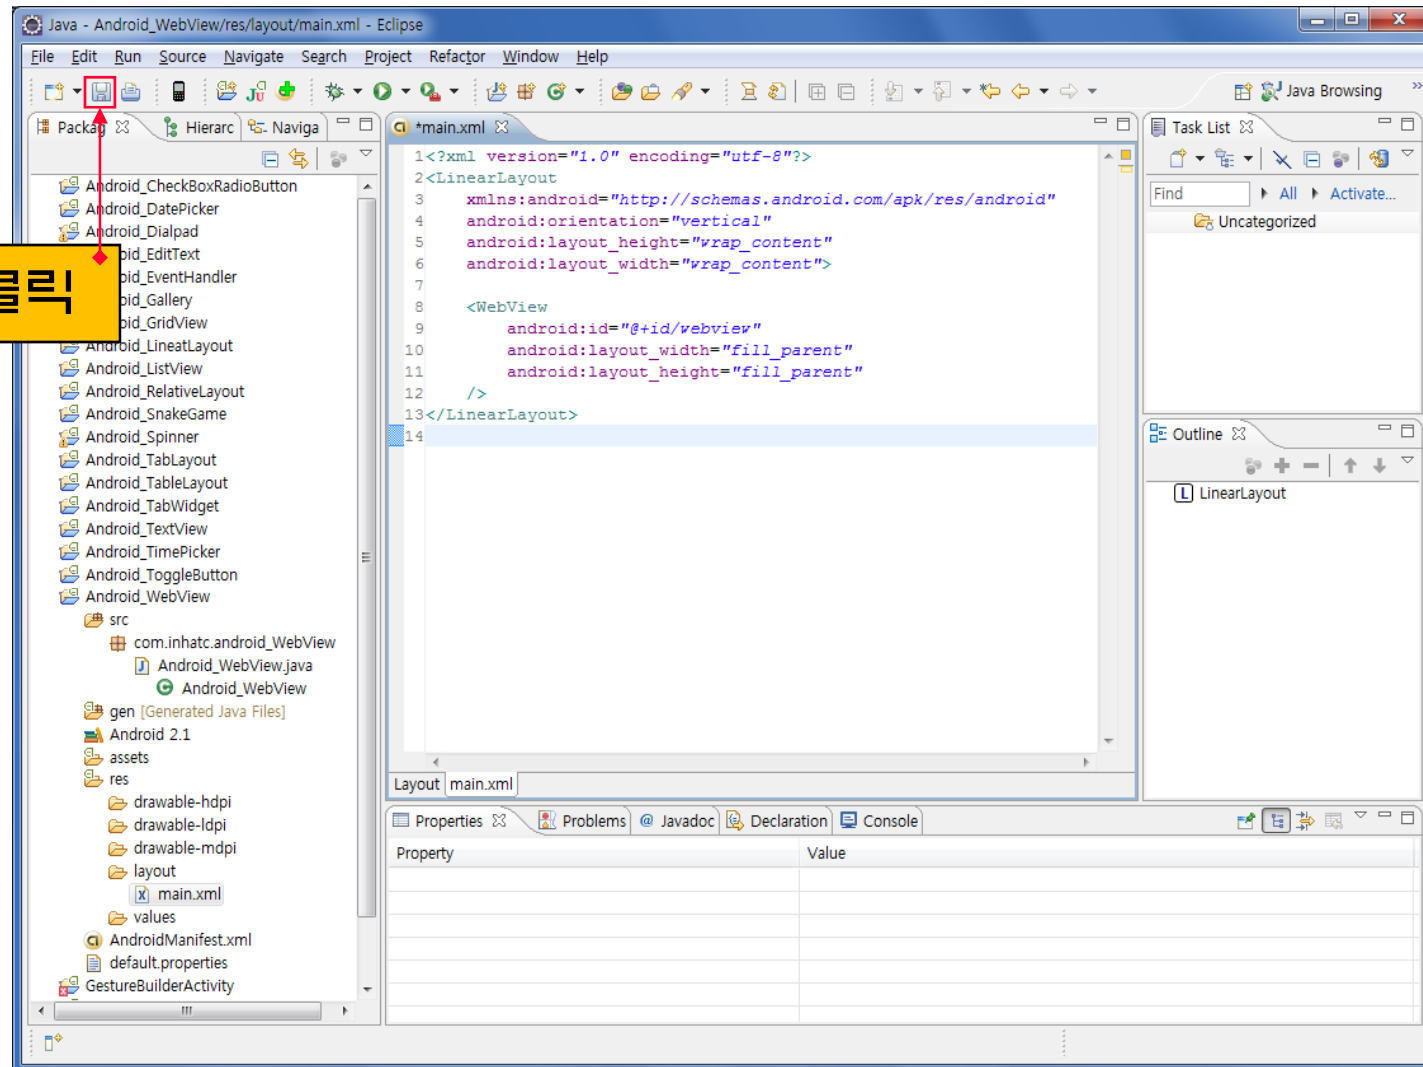 Java - Android_WebView/res/layout/main.xml - Eclipse
File Edit Run Source Navigate Search Project Refactor Window Help
Java Browsing
Packag Hierarc Naviga
*main.xml
Task List
1<?xml version="1.0" encoding="utf-8"?>
2<LinearLayout
3 xmlns:android="http://schemas.android.com/apk/res/android"
4 android:orientation="vertical"
5 android:layout_height="wrap_content"
6 android:layout_width="wrap_content">
7
8 <WebView
9 android:id="@+id/webview"
10 android:layout_width="fill_parent"
11 android:layout_height="fill_parent"
12 />
13</LinearLayout>
14
Find All Activate...
Uncategorized
Outline
LinearLayout
Android_CheckBoxRadioButton
Android_DatePicker
Android_Dialpad
oid_EditText
oid_EventHandler
oid_Gallery
oid_GridView
클릭
Android_LineatLayout
Android_ListView
Android_RelativeLayout
Android_SnakeGame
Android_Spinner
Android_TabLayout
Android_TableLayout
Android_TabWidget
Android_TextView
Android_TimePicker
Android_ToggleButton
Android_WebView
src
com.inhatc.android_WebView
Android_WebView.java
Android_WebView
gen [Generated Java Files]
Android 2.1
assets
res
drawable-hdpi
drawable-ldpi
drawable-mdpi
layout
main.xml
values
AndroidManifest.xml
default.properties
GestureBuilderActivity
Layout main.xml
Properties Problems @ Javadoc Declaration Console
Property Value